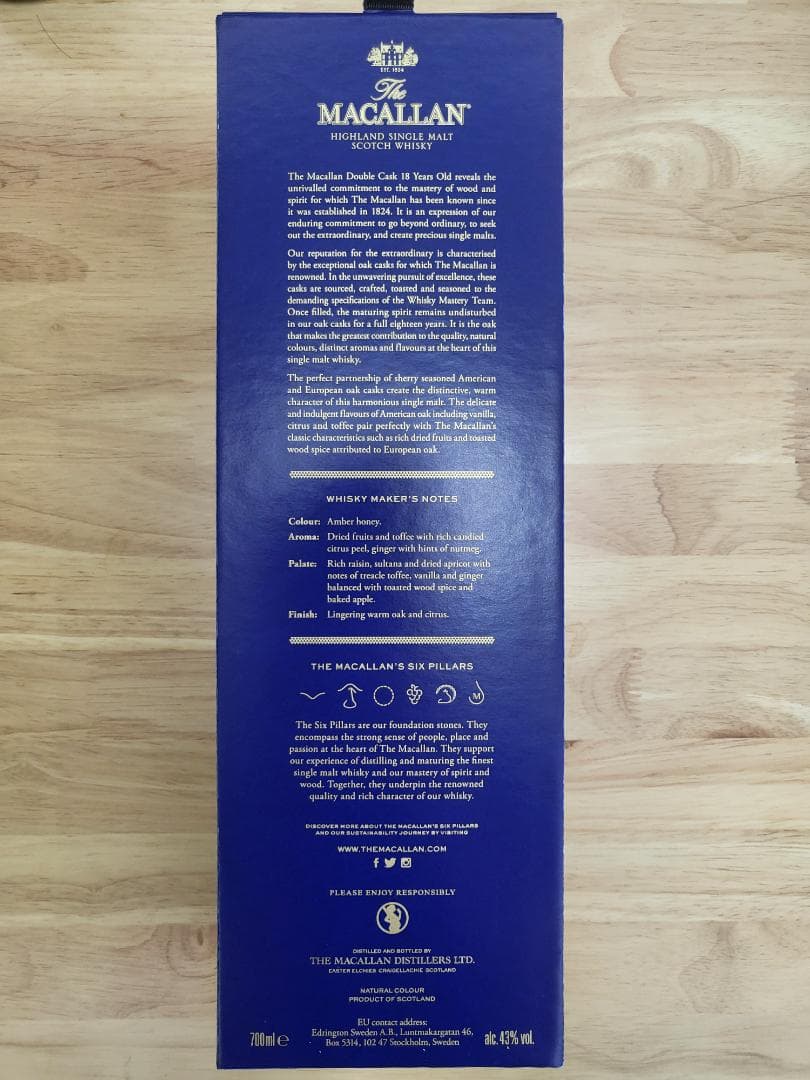 EST. 1824
The
MACALLAN®
HIGHLAND SINGLE MALT
SCOTCH WHISKY
The Macallan Double Cask 18 Years Old reveals the
untrivalled commitment to the mastery of wood and
spirit for which The Macallan has been known since
it was established in 1824. It is an expression of our
enduring commitment to go beyond ordinary, to seek
out the extraordinary, and create precious single malts.
Our reputation for the extraordinary is characterised
by the exceptional oak casks for which The Macallan is
renowned. In the unwavering pursuit of excellence, these
casks are sourced, crafted, toasted and seasoned to the
demanding specifications of the Whisky Mastery Team.
Once filled, the maturing spirit remains undisturbed
in our oak casks for a full eighteen years. It is the oak
that makes the greatest contribution to the quality, natural
colours, distinct aromas and flavours at the heart of this
single malt whisky.
The perfect partnership of sherry seasoned American
and European oak casks create the distinctive, warm
character of this harmonious single malt. The delicate
and indulgent flavours of American oak including vanilla,
citrus and toffee pair perfectly with The Macallan's
classic characteristics such as rich dried fruits and toasted
wood spice attributed to European oak.
WHISKY MAKER'S NOTES
Colour: Amber honey.
Aroma: Dried fruits and toffee with rich candied
citrus peel, ginger with hints of nutmeg.
Palate: Rich raisin, sultana and dried apricot with
notes of treacle toffee, vanilla and ginger
balanced with toasted wood spice and
baked apple.
Finish: Lingering warm oak and citrus.
THE MACALLAN'S SIX PILLARS
M
The Six Pillars are our foundation stones. They
encompass the strong sense of people, place and
passion at the heart of The Macallan. They support
our experience of distilling and maturing the finest
single malt whisky and our mastery of spirit and
wood. Together, they underpin the renowned
quality and rich character of our whisky.
DISCOVER MORE ABOUT THE MACALLAN'S SIX PILLARS
AND OUR SUSTAINABILITY JOURNEY BY VISITING
WWW.THEMACALLAN.COM
PLEASE ENJOY RESPONSIBLY
DISTILLED AND BOTTLED BY
THE MACALLAN DISTILLERS LTD.
EASTER ELCHIES CRAIGELLACHIE SCOTLAND
NATURAL COLOUR
PRODUCT OF SCOTLAND
EU contact address:
Edrington Sweden A.B., Luntmakargatan 46,
Box 5314, 102 47 Stockholm, Sweden
700ml e
alc. 43% vol.